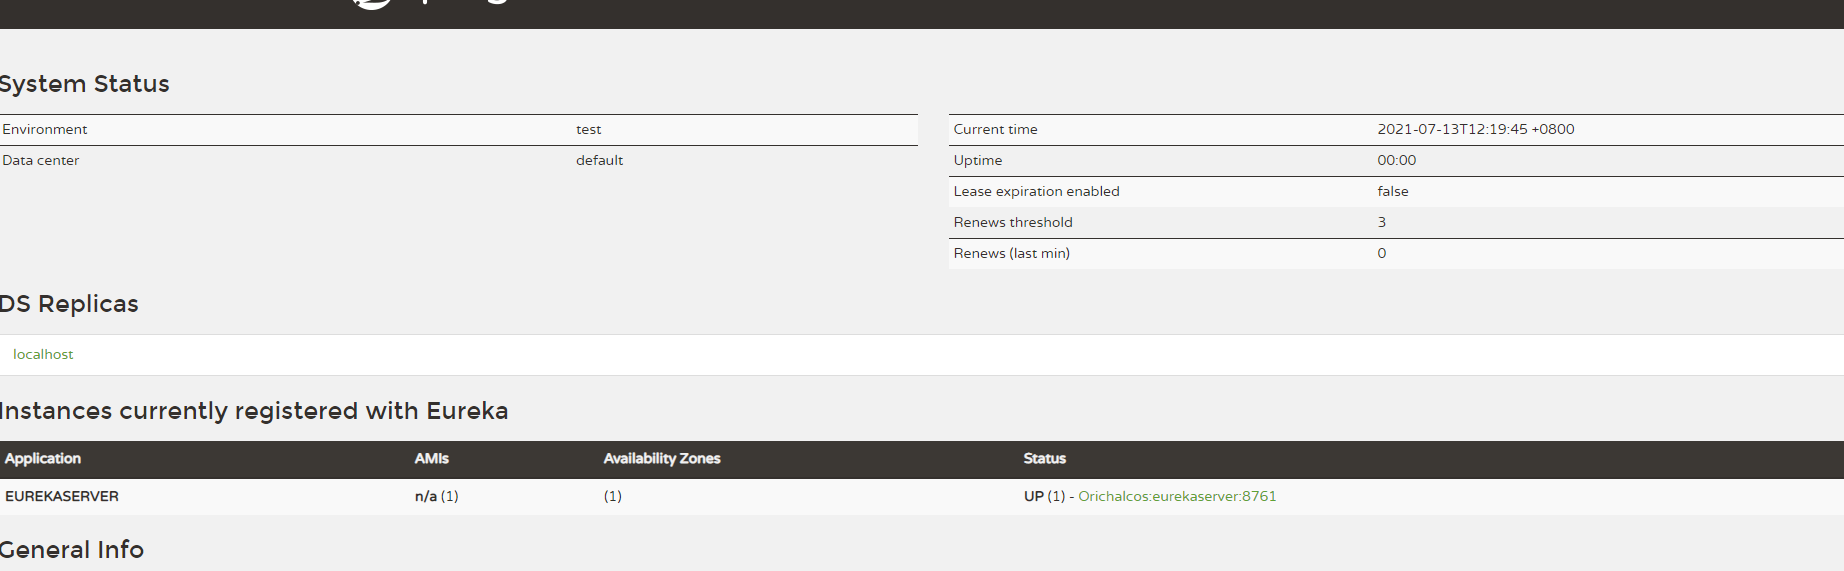 System Status
Environment test
Data center default
Current time 2021-07-13T12:19:45 +0800
Uptime 00:00
Lease expiration enabled false
Renews threshold 3
Renews (last min) 0
DS Replicas
localhost
Instances currently registered with Eureka
Application AMIs Availability Zones Status
EUREKASERVER n/a (1) (1) UP (1) - Orichalcos:eurekaserver:8761
General Info